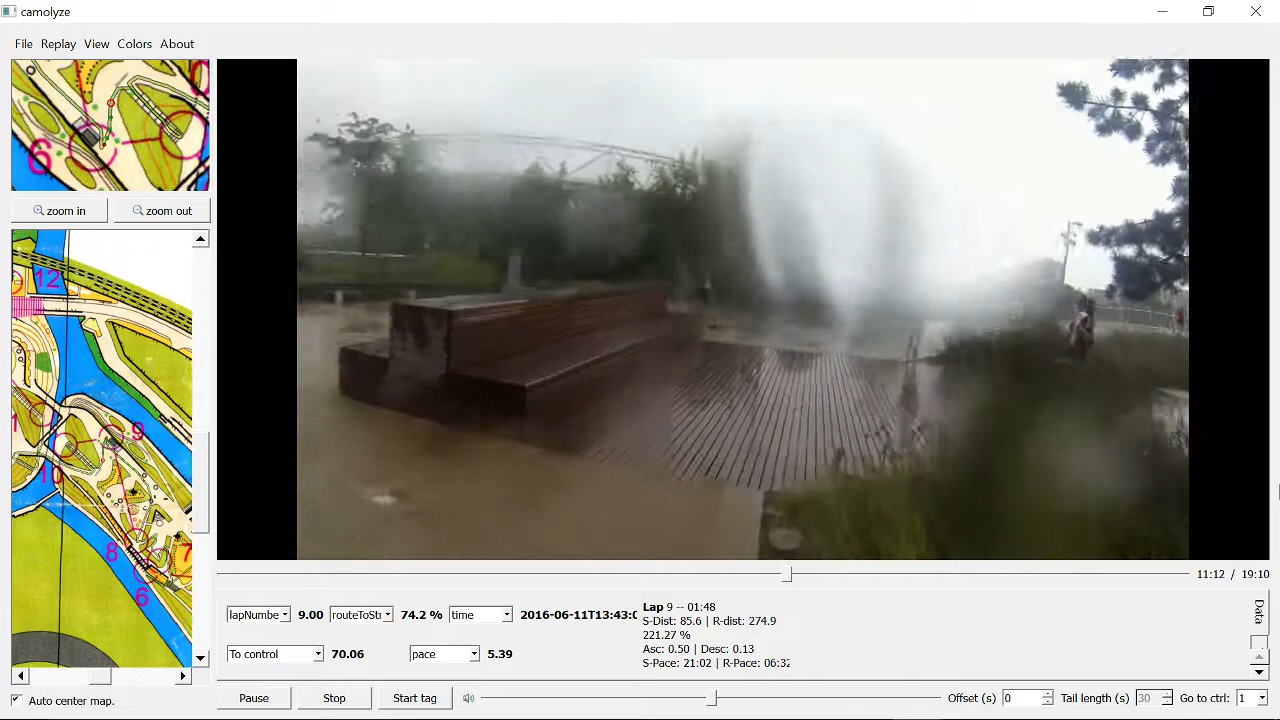 camolyze
File Replay View Colors About
6
zoom in zoom out
12
9
1
10
8
7
6
Auto center map.
11:12 / 19:10
lapNumbe 9.00 routeToSt 74.2 % time 2016-06-11T13:43:0
To control 70.06 pace 5.39
Lap 9 -- 01:48
S-Dist: 85.6 | R-dist: 274.9
221.27 %
Asc: 0.50 | Desc: 0.13
S-Pace: 21:02 | R-Pace: 06:32
Data
Pause Stop Start tag Offset (s) 0 Tail length (s) 30 Go to ctrl: 1